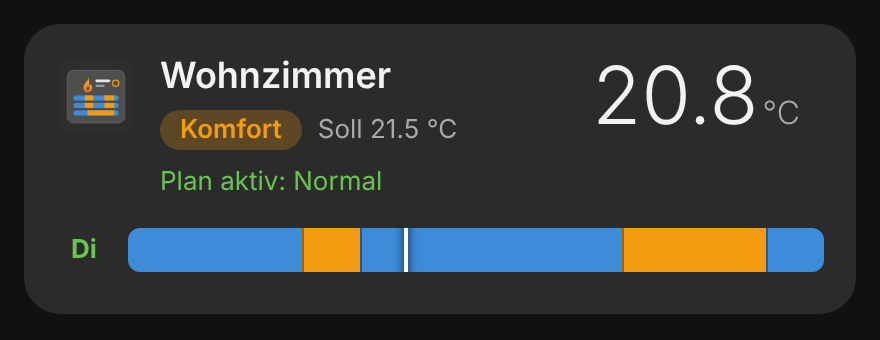 Wohnzimmer
20.8 °C
Komfort Soll 21.5 °C
Plan aktiv: Normal
Di